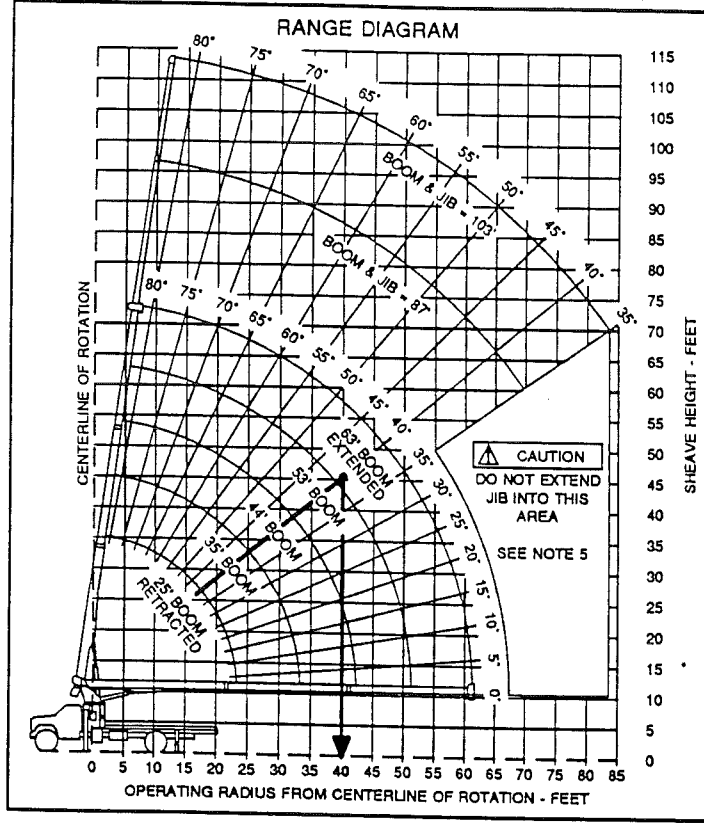 RANGE DIAGRAM
80° 75° 70° 65° 60° 55° 50° 45° 40° 35°
BOOM & JIB = 103'
BOOM & JIB = 87'
80° 75° 70° 65° 60° 55° 50° 45° 40° 35° 30° 25° 20° 15° 10° 5° 0°
63' BOOM
EXTENDED
53' BOOM
44' BOOM
35' BOOM
25' BOOM
RETRACTED
CENTERLINE OF ROTATION
CAUTION
DO NOT EXTEND
JIB INTO THIS
AREA
SEE NOTE 5
115
110
105
100
95
90
85
80
75
70
65
60
55
50
45
40
35
30
25
20
15
10
5
0
SHEAVE HEIGHT - FEET
0 5 10 15 20 25 30 35 40 45 50 55 60 65 70 75 80 85
OPERATING RADIUS FROM CENTERLINE OF ROTATION - FEET